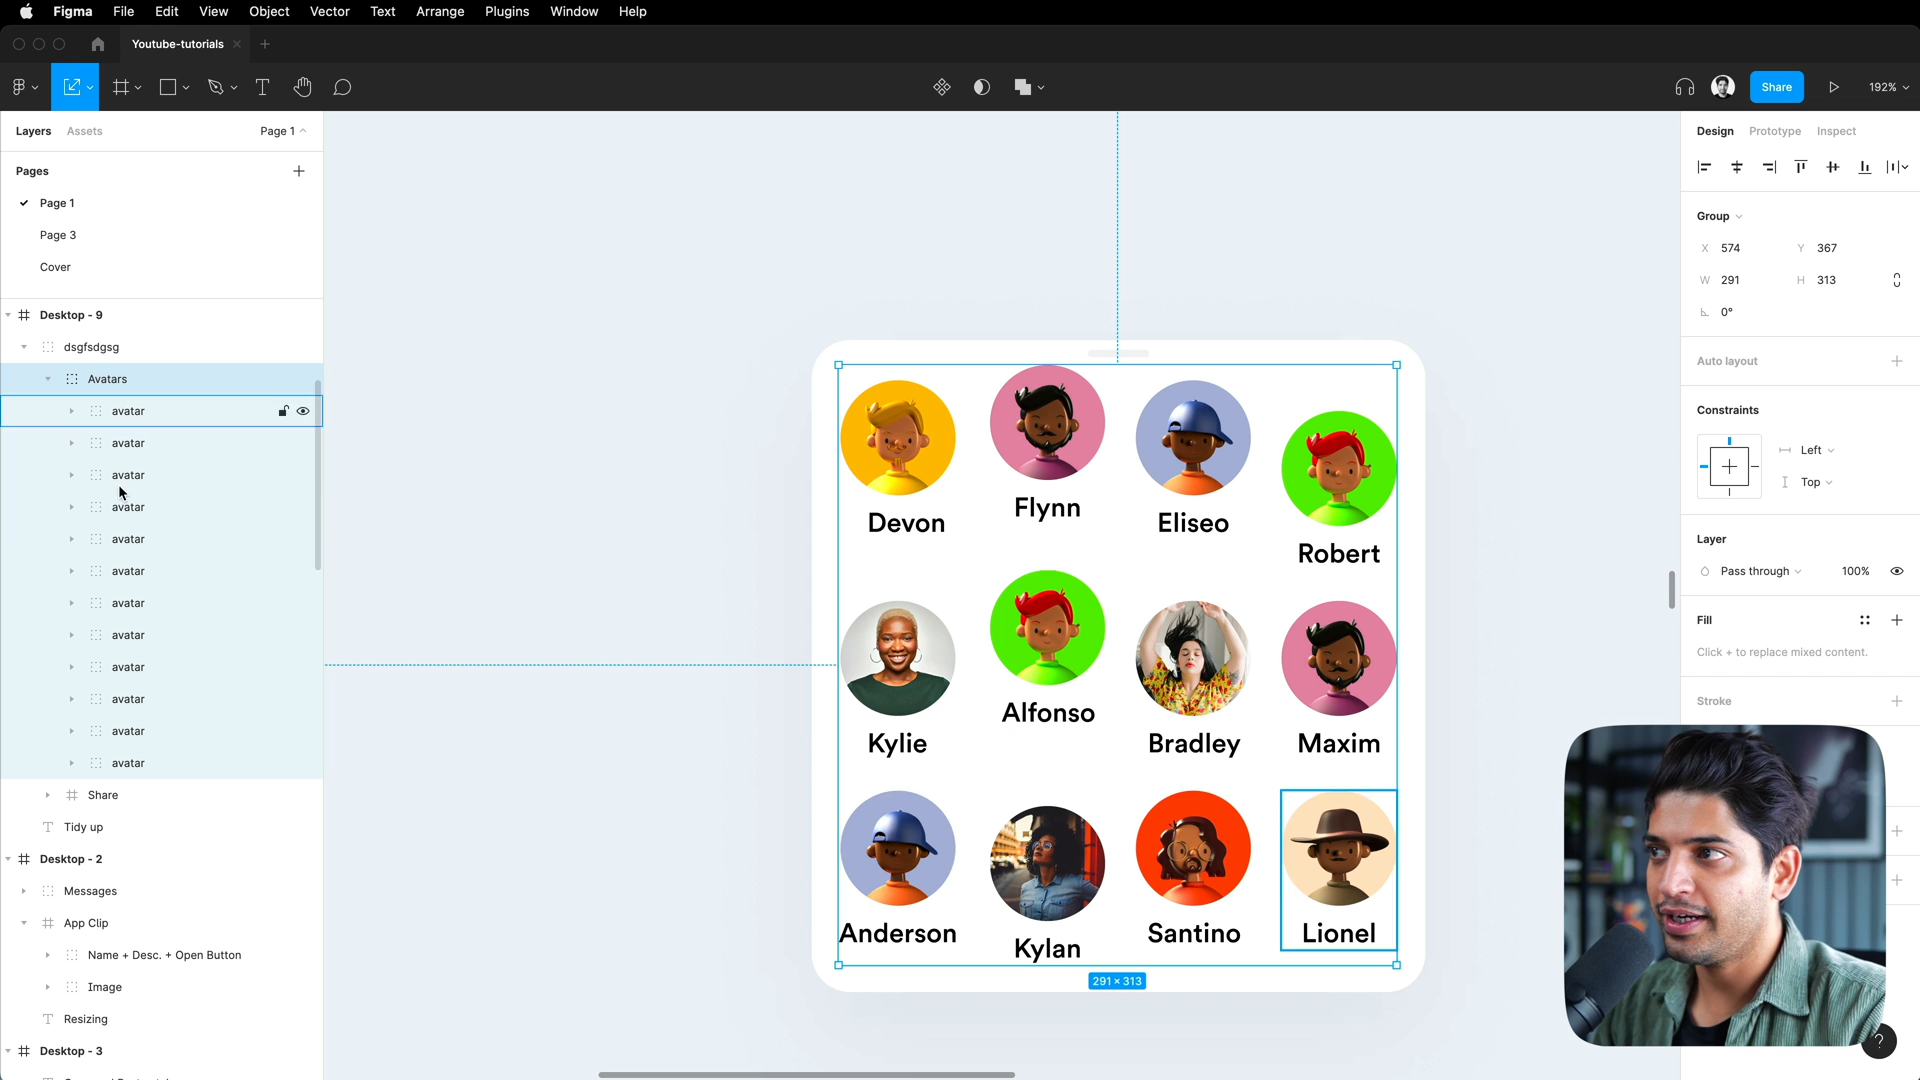 Figma File Edit View Object Vector Text Arrange Plugins Window Help
Youtube-tutorials
Share 192%
Layers Assets Page 1
Design Prototype Inspect
Pages
Page 1
Page 3
Cover
Desktop - 9
dsgfsdgsg
Avatars
avatar
avatar
avatar
avatar
avatar
avatar
avatar
avatar
avatar
avatar
avatar
avatar
Share
Tidy up
Desktop - 2
Messages
App Clip
Name + Desc. + Open Button
Image
Resizing
Desktop - 3
Devon Flynn Eliseo Robert
Kylie Alfonso Bradley Maxim
Anderson Kylan Santino Lionel
291 × 313
Group
X 574 Y 367
W 291 H 313
0°
Auto layout
Constraints
Left
Top
Layer
Pass through 100%
Fill
Click + to replace mixed content.
Stroke
?